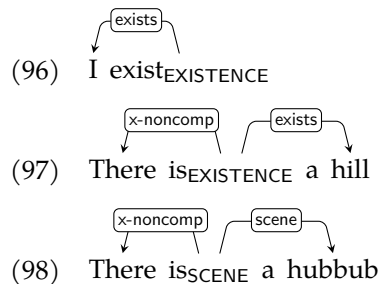 exists
(96) I existEXISTENCE
x-noncomp exists
(97) There isEXISTENCE a hill
x-noncomp scene
(98) There isSCENE a hubbub